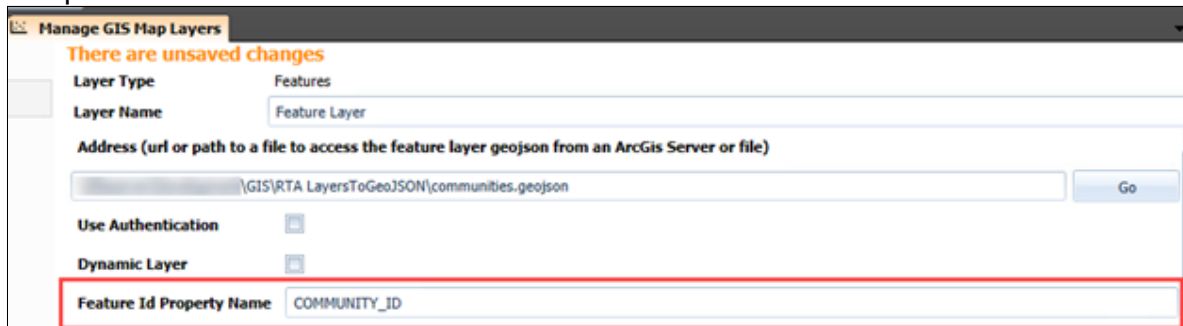 Manage GIS Map Layers
There are unsaved changes
Layer Type Features
Layer Name Feature Layer
Address (url or path to a file to access the feature layer geojson from an ArcGis Server or file)
\GIS\RTA LayersToGeoJSON\communities.geojson Go
Use Authentication
Dynamic Layer
Feature Id Property Name COMMUNITY_ID